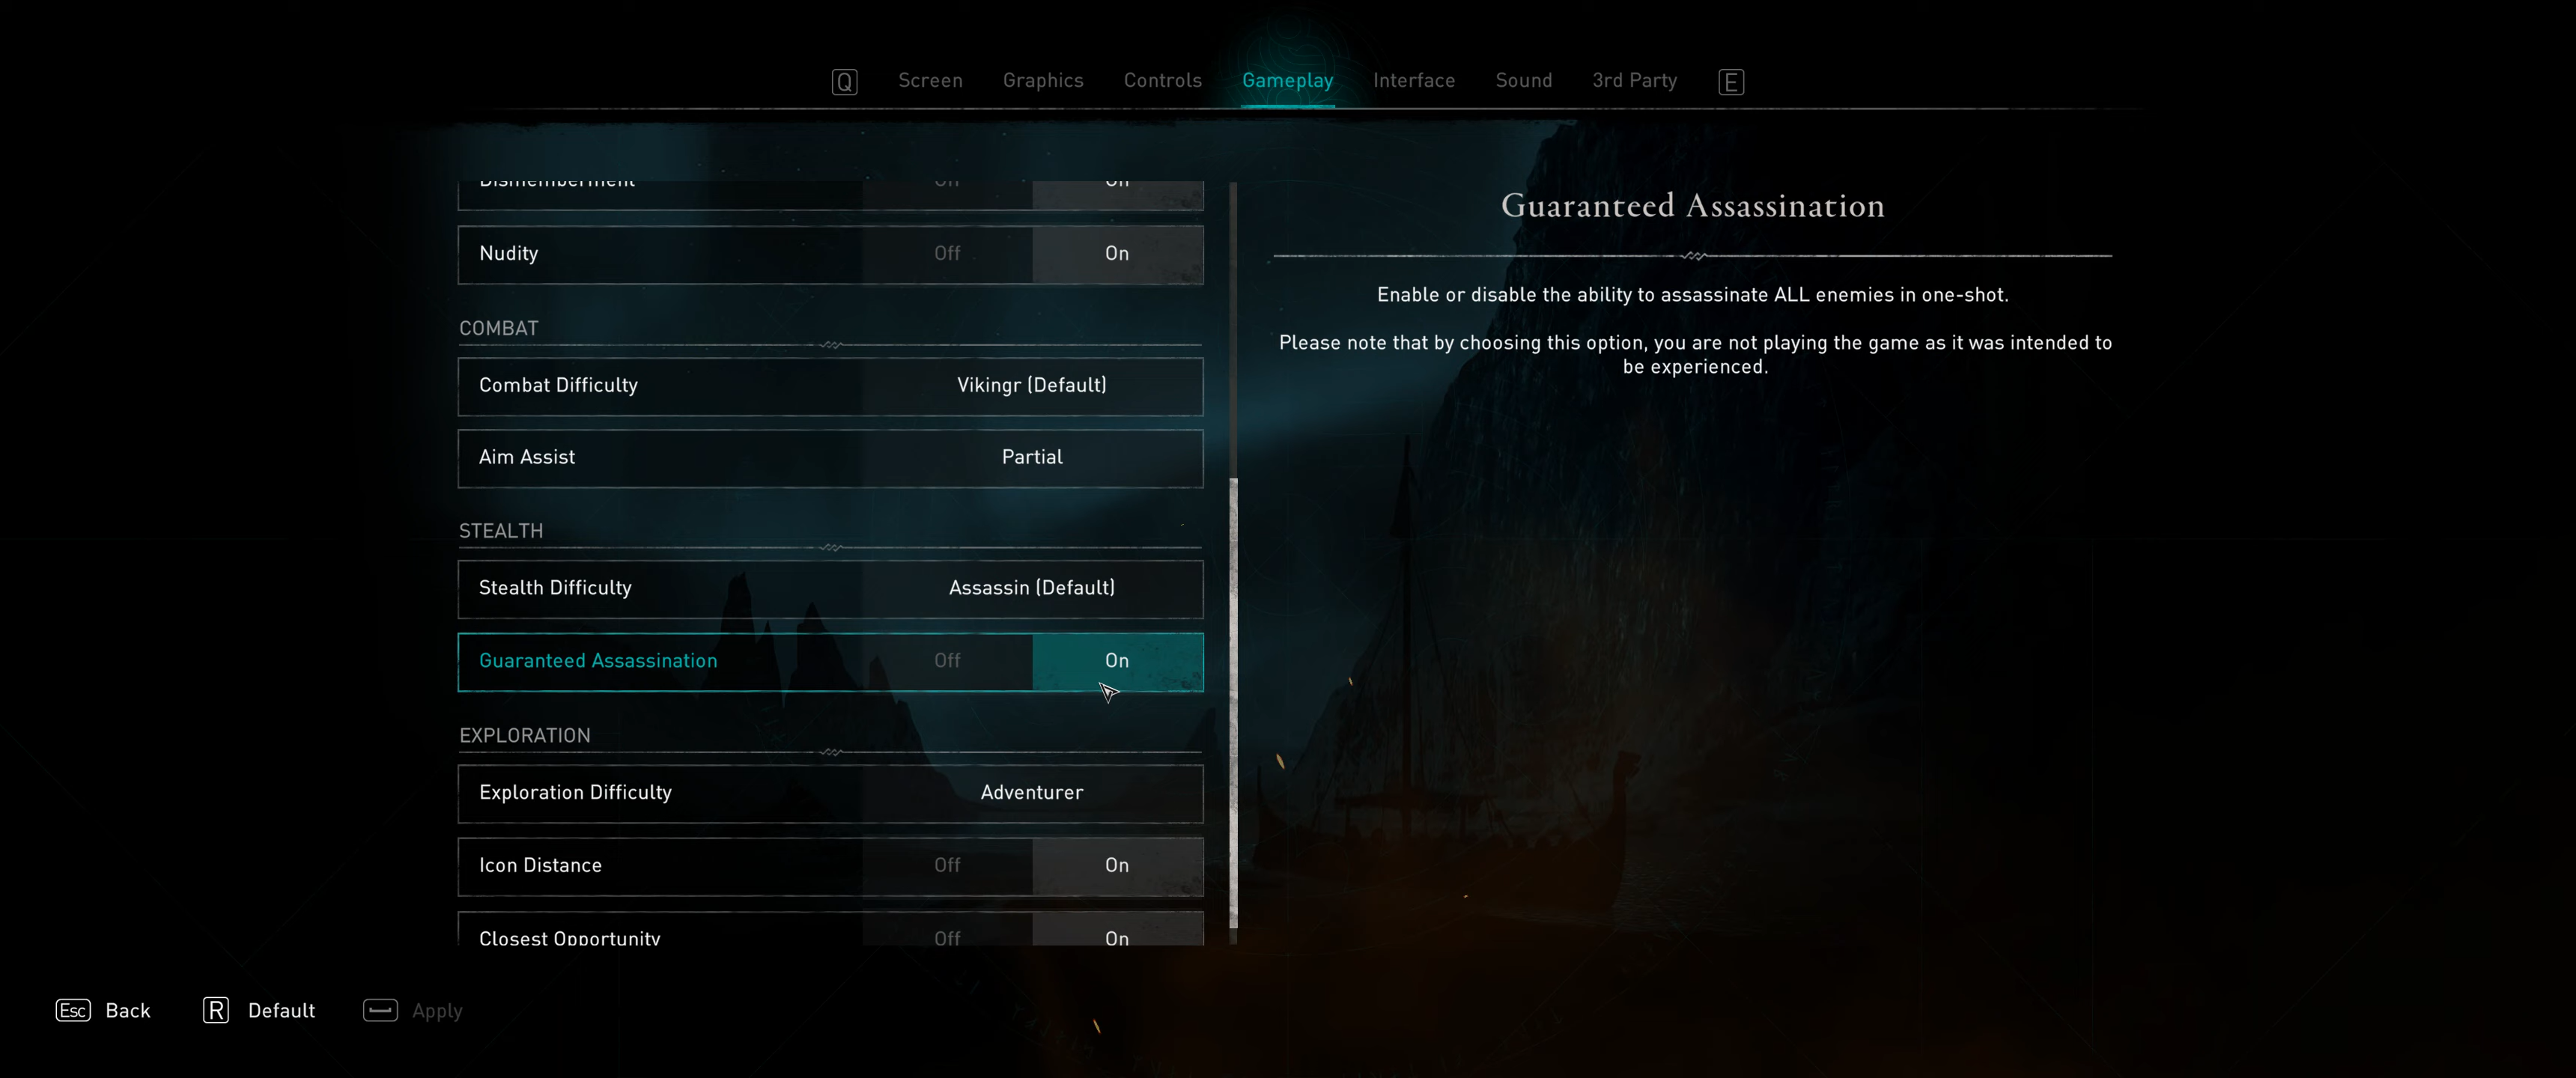 Q Screen Graphics Controls Gameplay Interface Sound 3rd Party E
Dismemberment Off On
Nudity Off On
COMBAT
Combat Difficulty Vikingr (Default)
Aim Assist Partial
STEALTH
Stealth Difficulty Assassin (Default)
Guaranteed Assassination Off On
EXPLORATION
Exploration Difficulty Adventurer
Icon Distance Off On
Closest Opportunity Off On
Guaranteed Assassination
Enable or disable the ability to assassinate ALL enemies in one-shot.
Please note that by choosing this option, you are not playing the game as it was intended to
be experienced.
Esc Back R Default Apply